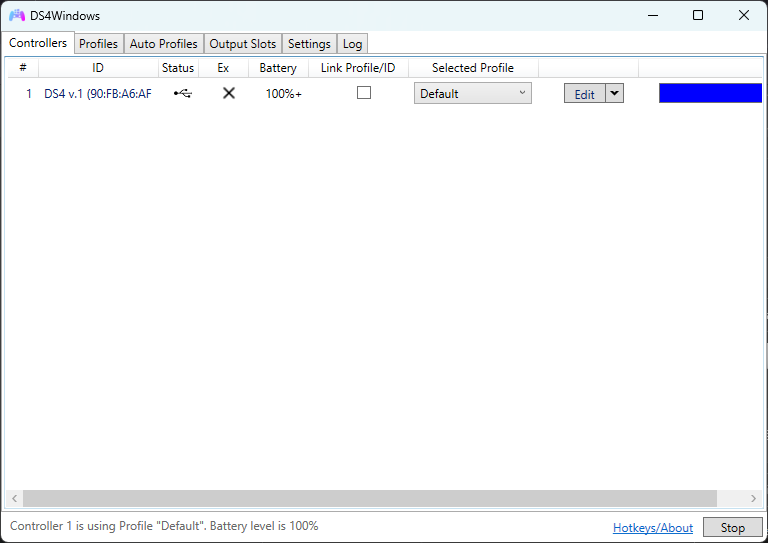 DS4Windows
Controllers Profiles Auto Profiles Output Slots Settings Log
# ID Status Ex Battery Link Profile/ID Selected Profile
1 DS4 v.1 (90:FB:A6:AF 100%+ Default Edit
Controller 1 is using Profile "Default". Battery level is 100% Hotkeys/About Stop